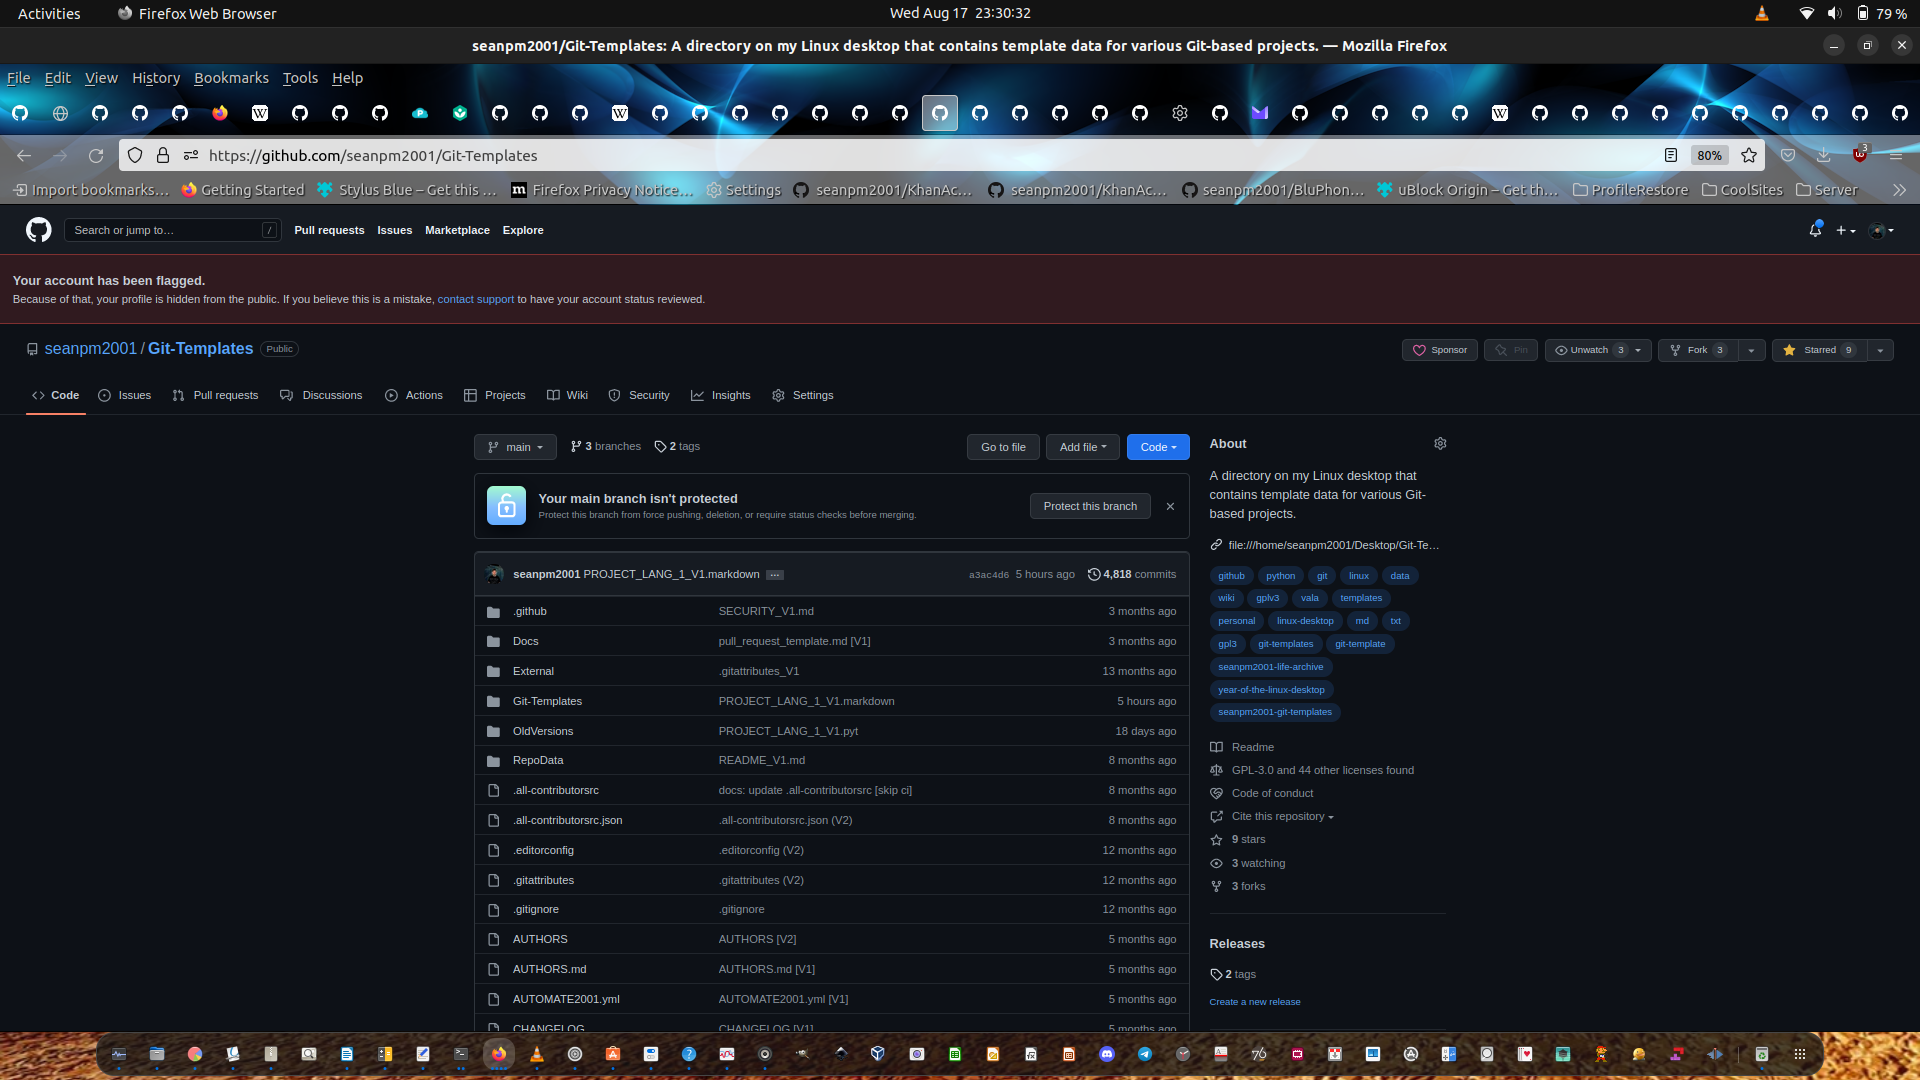 Activities Firefox Web Browser Wed Aug 17 23:30:32 79 %
seanpm2001/Git-Templates: A directory on my Linux desktop that contains template data for various Git-based projects. — Mozilla Firefox
File Edit View History Bookmarks Tools Help
https://github.com/seanpm2001/Git-Templates 80% 3
Import bookmarks… Getting Started Stylus Blue – Get this … Firefox Privacy Notice… Settings seanpm2001/KhanAc… seanpm2001/KhanAc… seanpm2001/BluPhon… uBlock Origin – Get th… ProfileRestore CoolSites Server
Search or jump to… / Pull requests Issues Marketplace Explore
Your account has been flagged.
Because of that, your profile is hidden from the public. If you believe this is a mistake, contact support to have your account status reviewed.
seanpm2001 / Git-Templates Public Sponsor Pin Unwatch 3 Fork 3 Starred 9
Code Issues Pull requests Discussions Actions Projects Wiki Security Insights Settings
main 3 branches 2 tags Go to file Add file Code
Your main branch isn't protected
Protect this branch from force pushing, deletion, or require status checks before merging.
Protect this branch
seanpm2001 PROJECT_LANG_1_V1.markdown … a3ac4d6 5 hours ago 4,818 commits
.github SECURITY_V1.md 3 months ago
Docs pull_request_template.md [V1] 3 months ago
External .gitattributes_V1 13 months ago
Git-Templates PROJECT_LANG_1_V1.markdown 5 hours ago
OldVersions PROJECT_LANG_1_V1.pyt 18 days ago
RepoData README_V1.md 8 months ago
.all-contributorsrc docs: update .all-contributorsrc [skip ci] 8 months ago
.all-contributorsrc.json .all-contributorsrc.json (V2) 8 months ago
.editorconfig .editorconfig (V2) 12 months ago
.gitattributes .gitattributes (V2) 12 months ago
.gitignore .gitignore 12 months ago
AUTHORS AUTHORS [V2] 5 months ago
AUTHORS.md AUTHORS.md [V1] 5 months ago
AUTOMATE2001.yml AUTOMATE2001.yml [V1] 5 months ago
CHANGELOG CHANGELOG [V1] 5 months ago
About
A directory on my Linux desktop that
contains template data for various Git-
based projects.
file:///home/seanpm2001/Desktop/Git-Te…
github python git linux data
wiki gplv3 vala templates
personal linux-desktop md txt
gpl3 git-templates git-template
seanpm2001-life-archive
year-of-the-linux-desktop
seanpm2001-git-templates
Readme
GPL-3.0 and 44 other licenses found
Code of conduct
Cite this repository
9 stars
3 watching
3 forks
Releases
2 tags
Create a new release